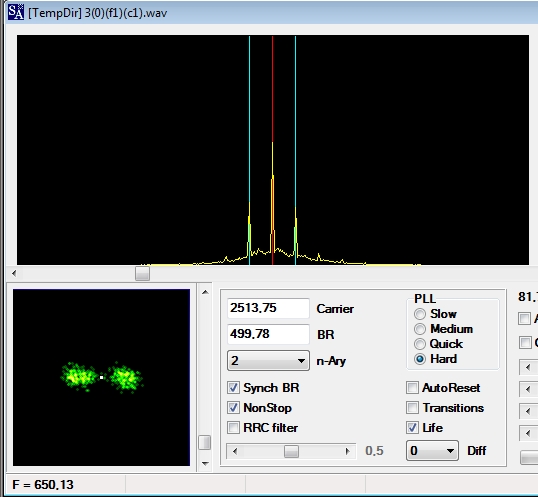 SA [TempDir] 3(0)(f1)(c1).wav
2513,75 Carrier
499,78 BR
2 n-Ary
Synch BR
NonStop
RRC filter
0,5
PLL
Slow
Medium
Quick
Hard
AutoReset
Transitions
Life
0 Diff
F = 650,13